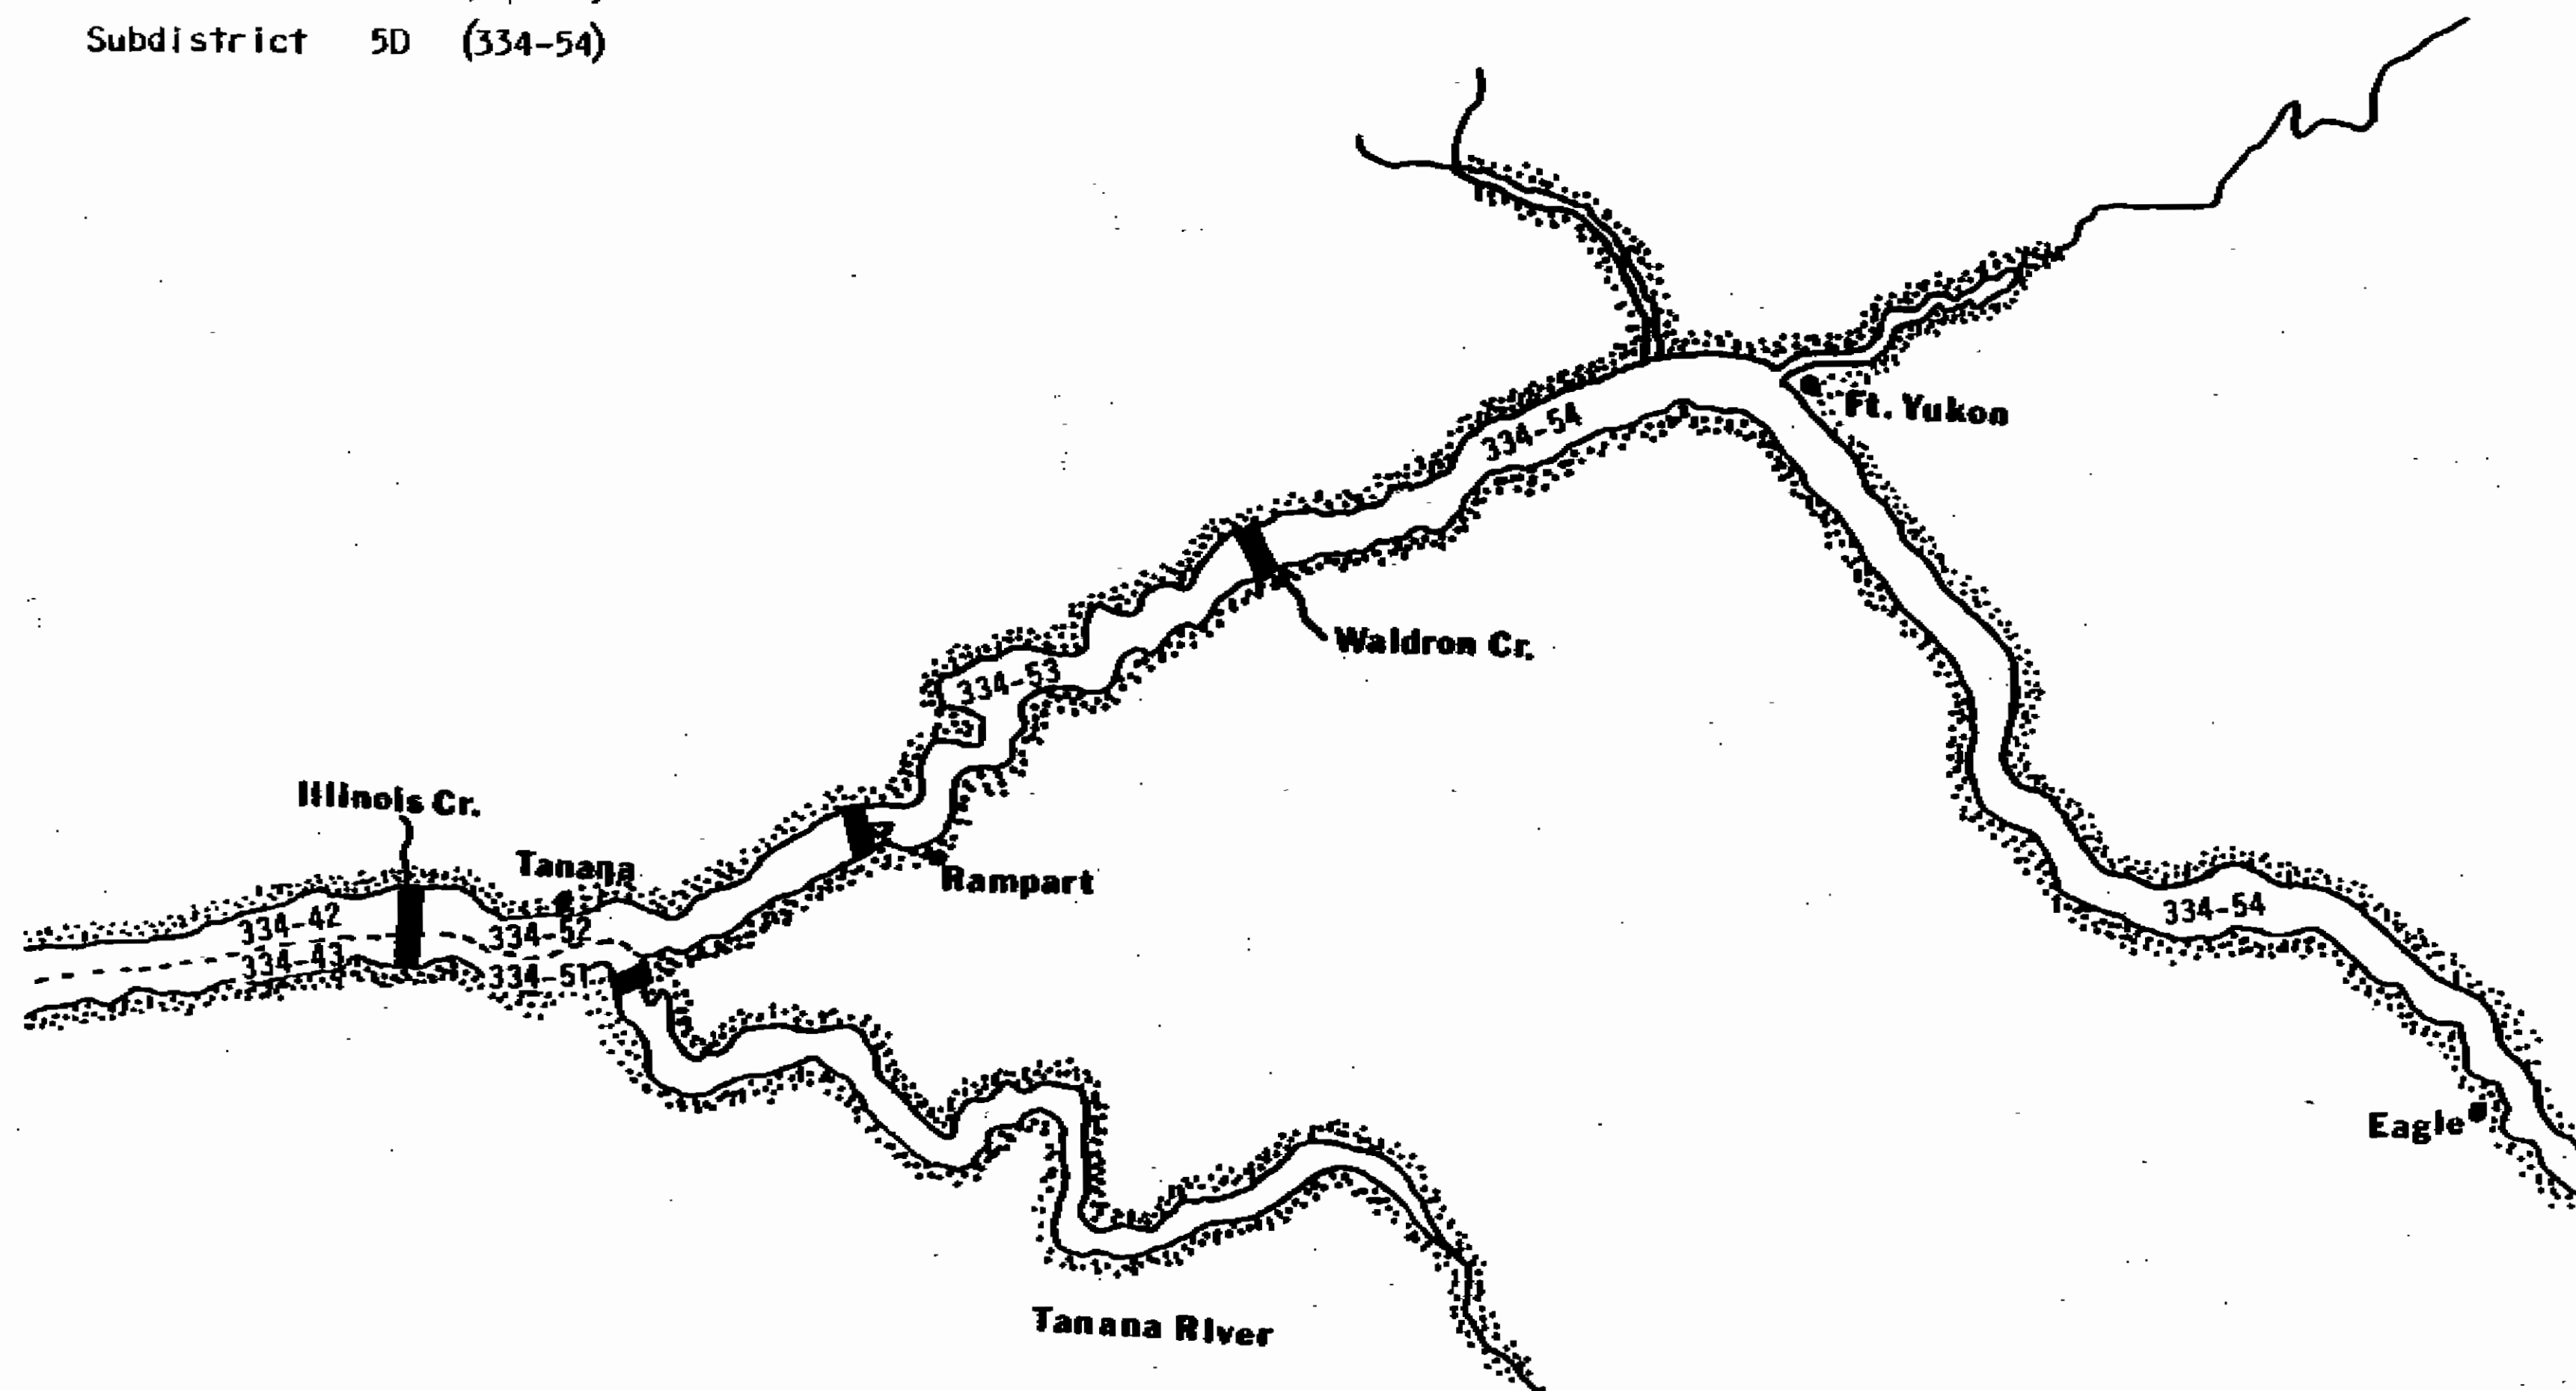 Subdistrict 5D (334-54)
334-54
Ft. Yukon
Waldron Cr.
334-53
Illinois Cr.
Tanana
Rampart
334-42
334-52
334-43
334-51
334-54
Eagle
Tanana River